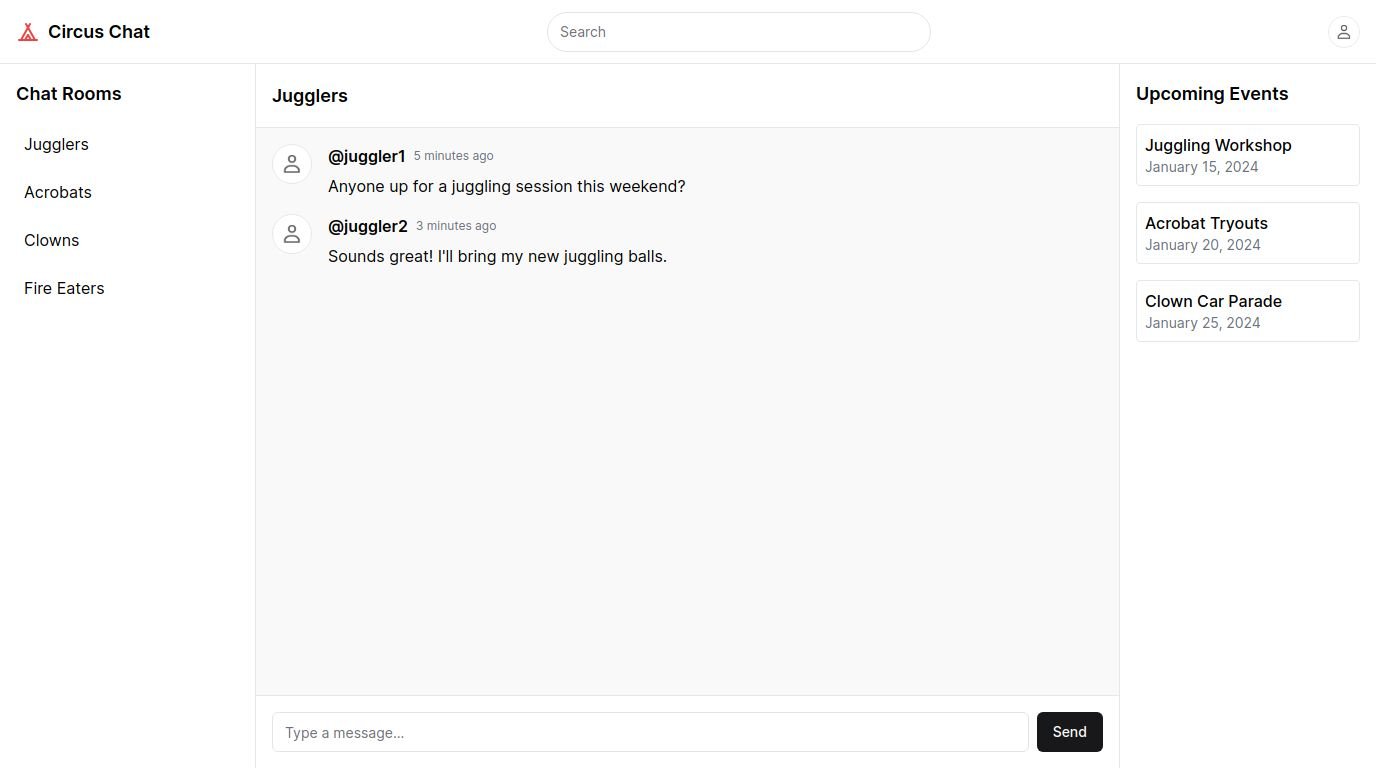 Circus Chat
Search
Chat Rooms
Jugglers
Acrobats
Clowns
Fire Eaters
Jugglers
@juggler1 5 minutes ago
Anyone up for a juggling session this weekend?
@juggler2 3 minutes ago
Sounds great! I'll bring my new juggling balls.
Type a message...
Send
Upcoming Events
Juggling Workshop
January 15, 2024
Acrobat Tryouts
January 20, 2024
Clown Car Parade
January 25, 2024